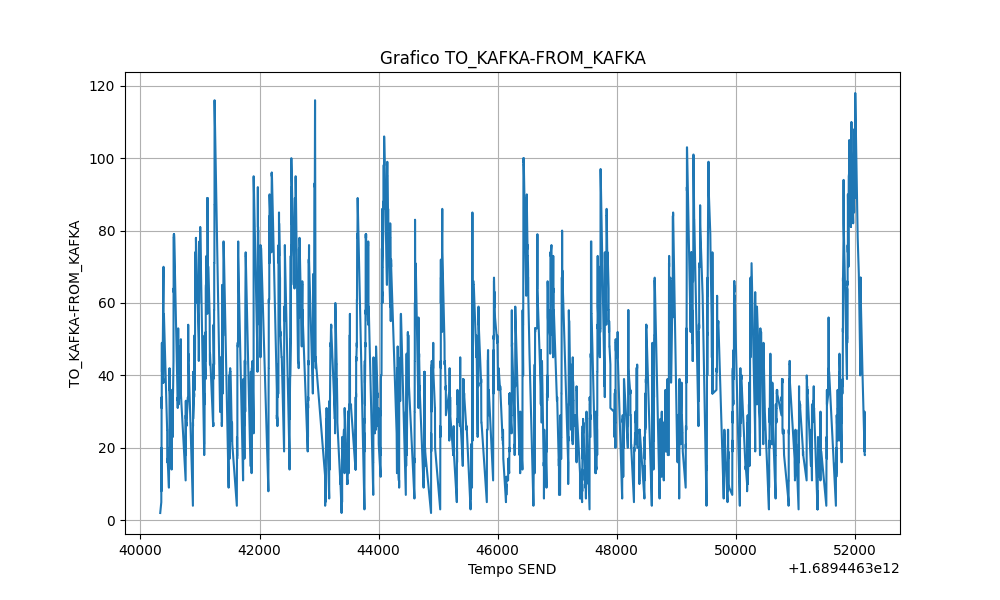 Grafico TO_KAFKA-FROM_KAFKA
120
100
80
60
40
20
0
TO_KAFKA-FROM_KAFKA
40000 42000 44000 46000 48000 50000 52000
Tempo SEND
+1.6894463e12